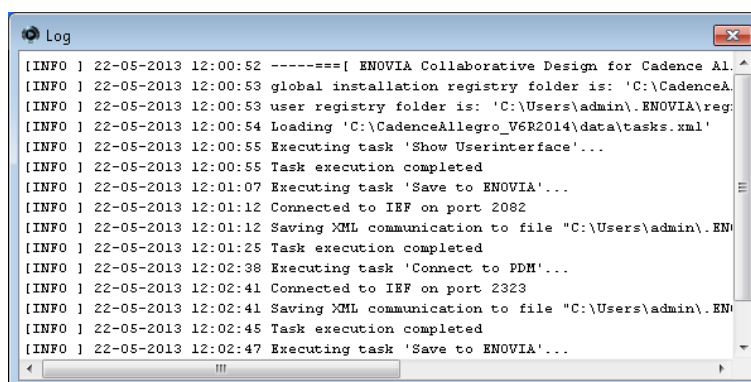 Log
[INFO ] 22-05-2013 12:00:52 -----===[ ENOVIA Collaborative Design for Cadence Al
[INFO ] 22-05-2013 12:00:53 global installation registry folder is: 'C:\CadenceA
[INFO ] 22-05-2013 12:00:53 user registry folder is: 'C:\Users\admin\.ENOVIA\reg
[INFO ] 22-05-2013 12:00:54 Loading 'C:\CadenceAllegro_V6R2014\data\tasks.xml'
[INFO ] 22-05-2013 12:00:55 Executing task 'Show Userinterface'...
[INFO ] 22-05-2013 12:00:55 Task execution completed
[INFO ] 22-05-2013 12:01:07 Executing task 'Save to ENOVIA'...
[INFO ] 22-05-2013 12:01:12 Connected to IEF on port 2082
[INFO ] 22-05-2013 12:01:12 Saving XML communication to file "C:\Users\admin\.EN
[INFO ] 22-05-2013 12:01:25 Task execution completed
[INFO ] 22-05-2013 12:02:38 Executing task 'Connect to PDM'...
[INFO ] 22-05-2013 12:02:41 Connected to IEF on port 2323
[INFO ] 22-05-2013 12:02:41 Saving XML communication to file "C:\Users\admin\.EN
[INFO ] 22-05-2013 12:02:45 Task execution completed
[INFO ] 22-05-2013 12:02:47 Executing task 'Save to ENOVIA'...